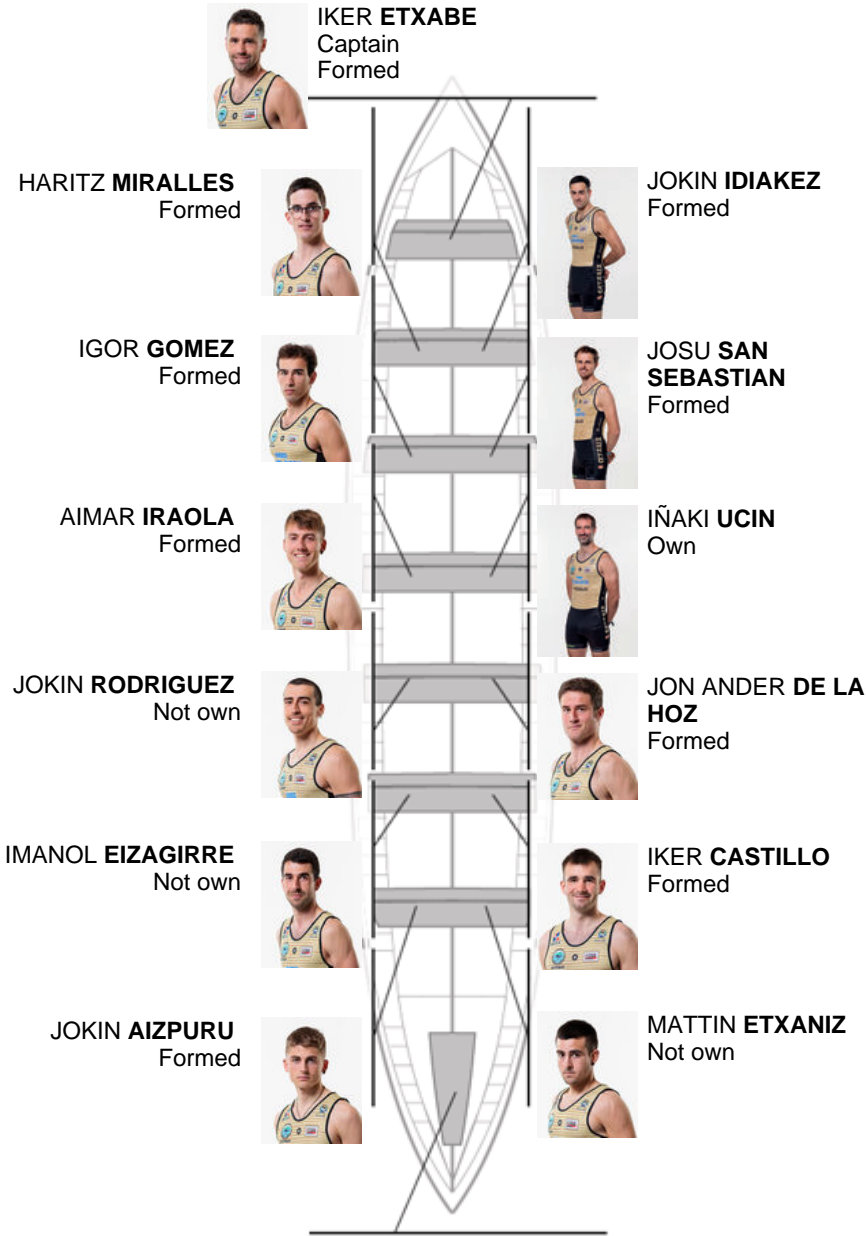 IKER ETXABE
Captain
Formed
HARITZ MIRALLES
Formed
JOKIN IDIAKEZ
Formed
IGOR GOMEZ
Formed
JOSU SAN
SEBASTIAN
Formed
AIMAR IRAOLA
Formed
IÑAKI UCIN
Own
JOKIN RODRIGUEZ
Not own
JON ANDER DE LA
HOZ
Formed
IMANOL EIZAGIRRE
Not own
IKER CASTILLO
Formed
JOKIN AIZPURU
Formed
MATTIN ETXANIZ
Not own